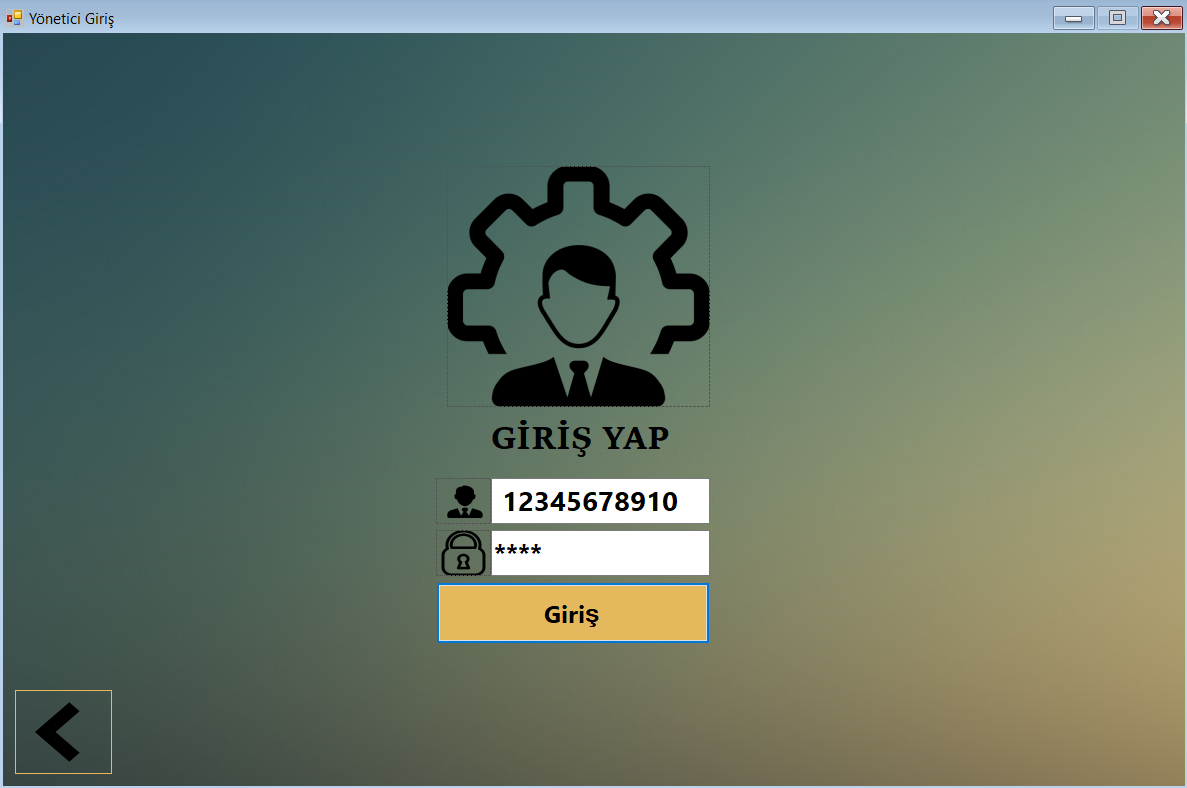 Yönetici Giriş
GİRİŞ YAP
12345678910
****
Giriş